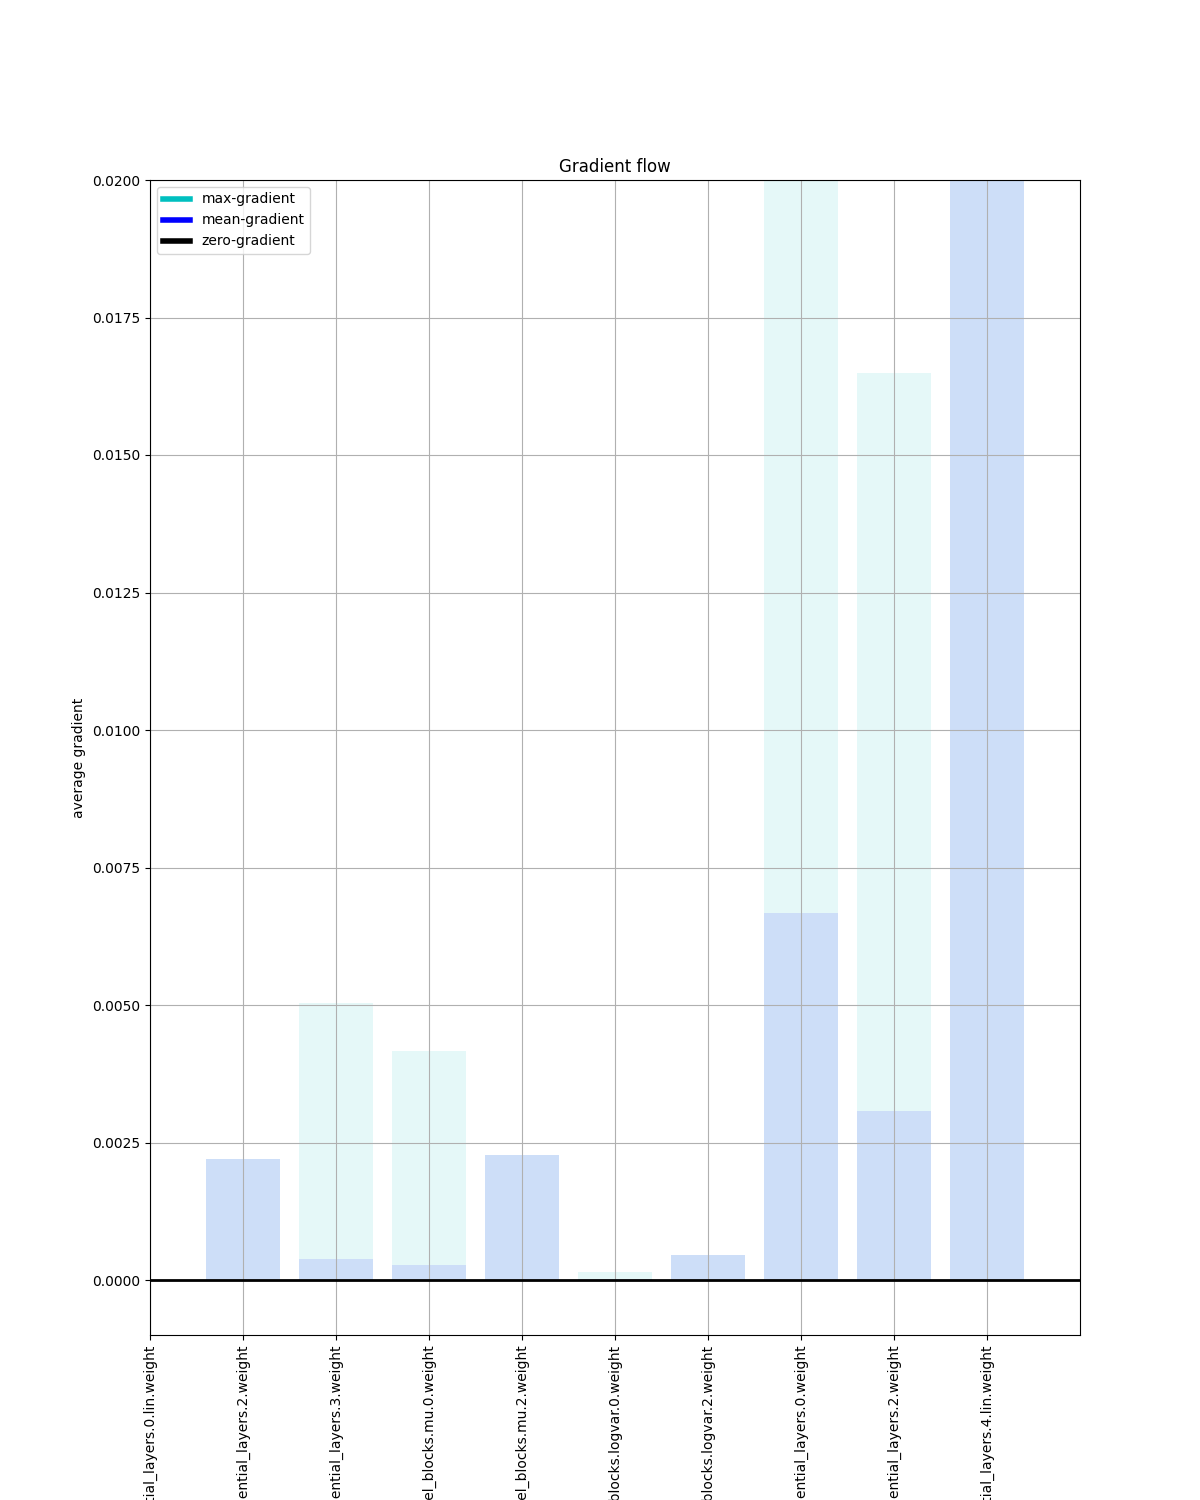 Gradient flow
max-gradient
mean-gradient
zero-gradient
0.0200
0.0175
0.0150
0.0125
0.0100
0.0075
0.0050
0.0025
0.0000
average gradient
tial_layers.0.lin.weight
ential_layers.2.weight
ential_layers.3.weight
el_blocks.mu.0.weight
el_blocks.mu.2.weight
blocks.logvar.0.weight
blocks.logvar.2.weight
ential_layers.0.weight
ential_layers.2.weight
tial_layers.4.lin.weight